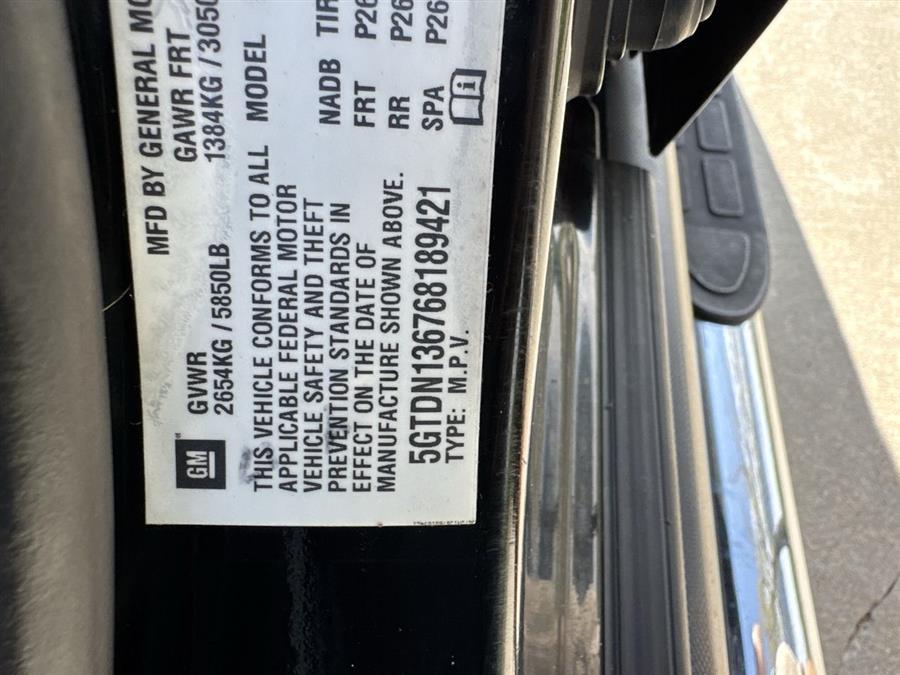 MFD BY GENERAL MO
GVWR GAWR FRT
2654KG / 5850LB 1384KG / 3050
GM
THIS VEHICLE CONFORMS TO ALL
APPLICABLE FEDERAL MOTOR
VEHICLE SAFETY AND THEFT
PREVENTION STANDARDS IN
EFFECT ON THE DATE OF
MANUFACTURE SHOWN ABOVE.
5GTDN136768189421
TYPE: M.P.V.
MODEL
NADB TIR
FRT P26
RR P26
SPA P26